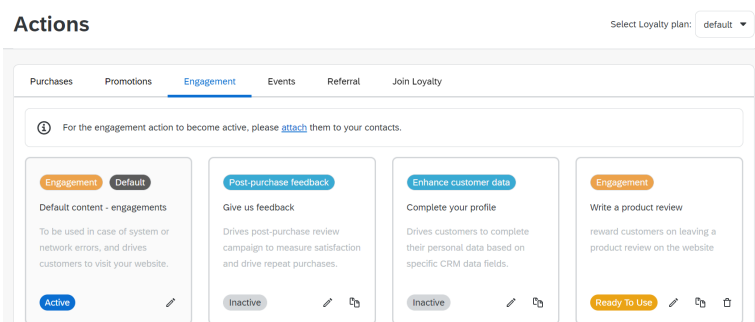 Actions
Select Loyalty plan: default
Purchases Promotions Engagement Events Referral Join Loyalty
For the engagement action to become active, please attach them to your contacts.
Engagement Default
Default content - engagements
To be used in case of system or
network errors, and drives
customers to visit your website.
Active
Post-purchase feedback
Give us feedback
Drives post-purchase review
campaign to measure satisfaction
and drive repeat purchases.
Inactive
Enhance customer data
Complete your profile
Drives customers to complete
their personal data based on
specific CRM data fields.
Inactive
Engagement
Write a product review
reward customers on leaving a
product review on the website
Ready To Use